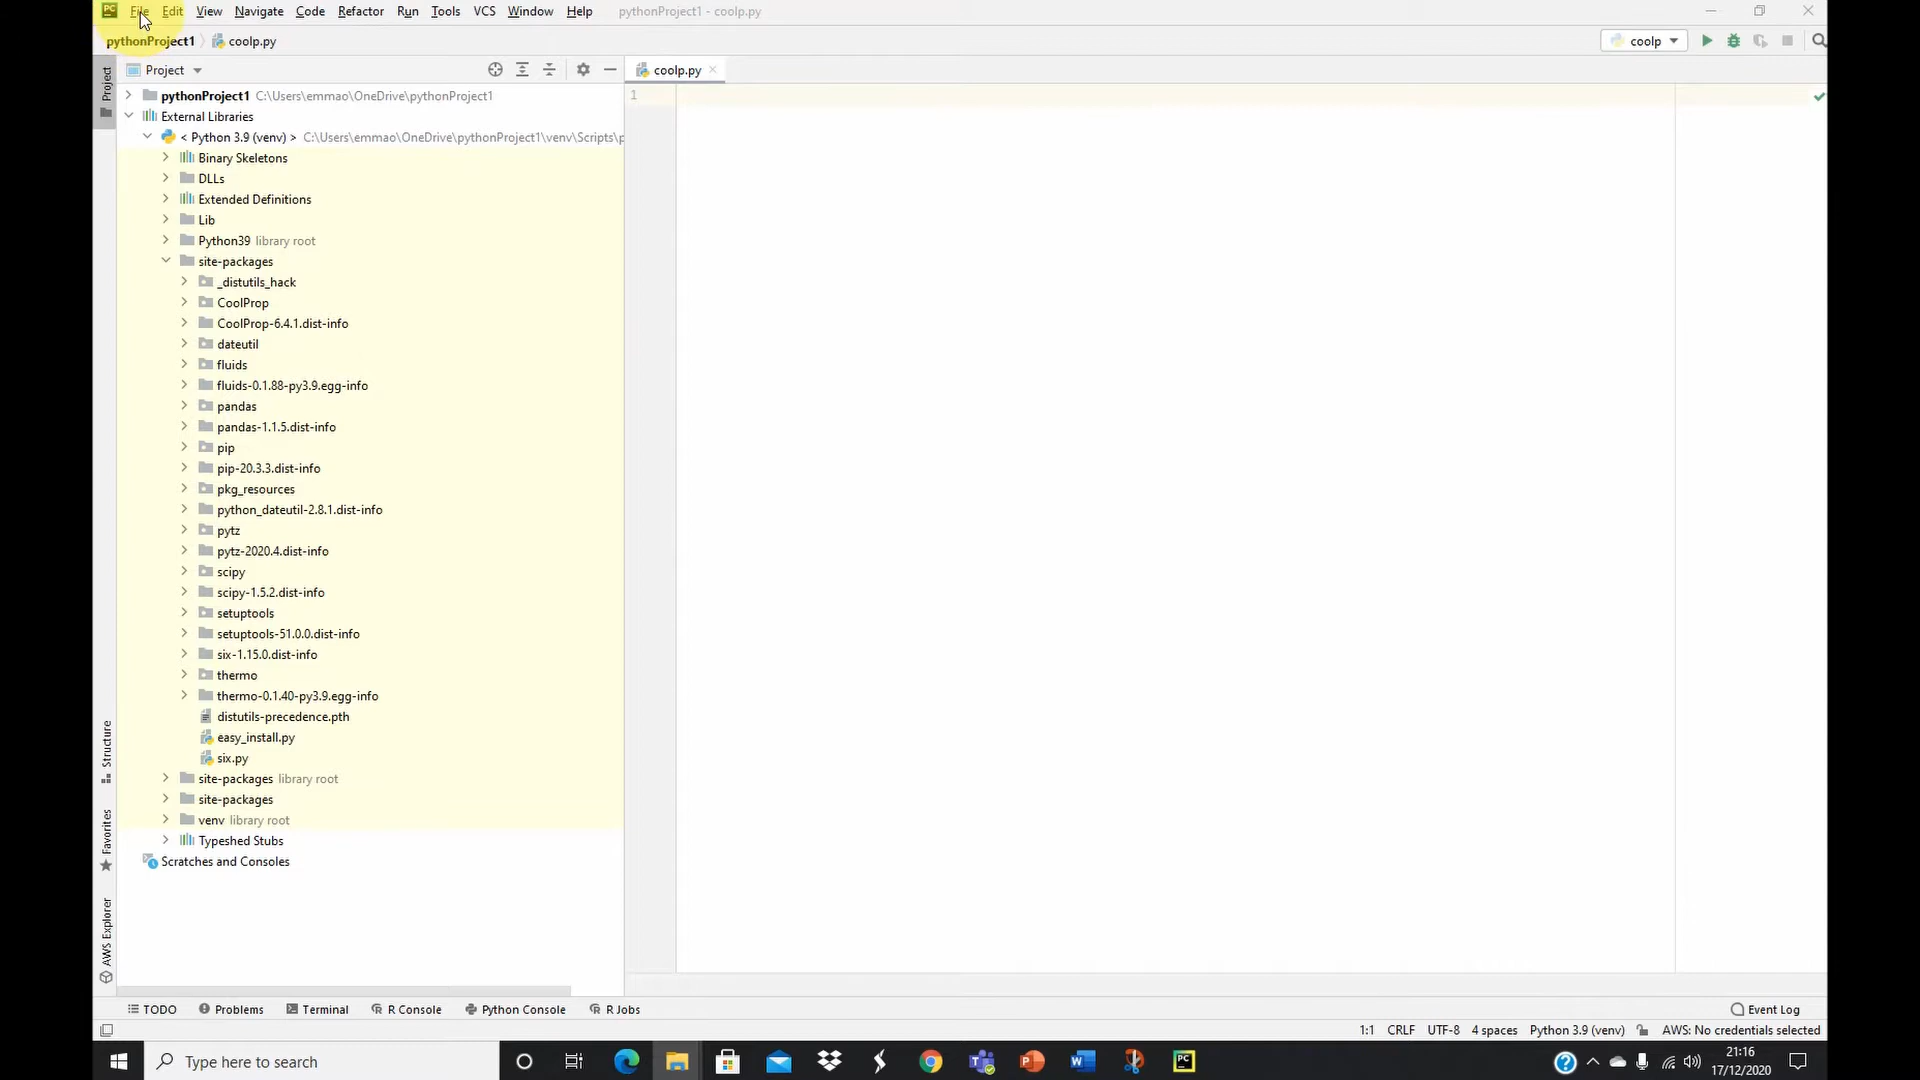 PC File Edit View Navigate Code Refactor Run Tools VCS Window Help pythonProject1 - coolp.py
pythonProject1 coolp.py coolp
Project Project coolp.py
pythonProject1 C:\Users\emmao\OneDrive\pythonProject1 1
External Libraries
< Python 3.9 (venv) > C:\Users\emmao\OneDrive\pythonProject1\venv\Scripts\p
Binary Skeletons
DLLs
Extended Definitions
Lib
Python39 library root
site-packages
_distutils_hack
CoolProp
CoolProp-6.4.1.dist-info
dateutil
fluids
fluids-0.1.88-py3.9.egg-info
pandas
pandas-1.1.5.dist-info
pip
pip-20.3.3.dist-info
pkg_resources
python_dateutil-2.8.1.dist-info
pytz
pytz-2020.4.dist-info
scipy
scipy-1.5.2.dist-info
setuptools
setuptools-51.0.0.dist-info
six-1.15.0.dist-info
thermo
thermo-0.1.40-py3.9.egg-info
distutils-precedence.pth
easy_install.py
six.py
site-packages library root
site-packages
venv library root
Typeshed Stubs
Scratches and Consoles
Structure
Favorites
AWS Explorer
TODO Problems Terminal R Console Python Console R Jobs Event Log
1:1 CRLF UTF-8 4 spaces Python 3.9 (venv) AWS: No credentials selected
Type here to search 21:16
17/12/2020